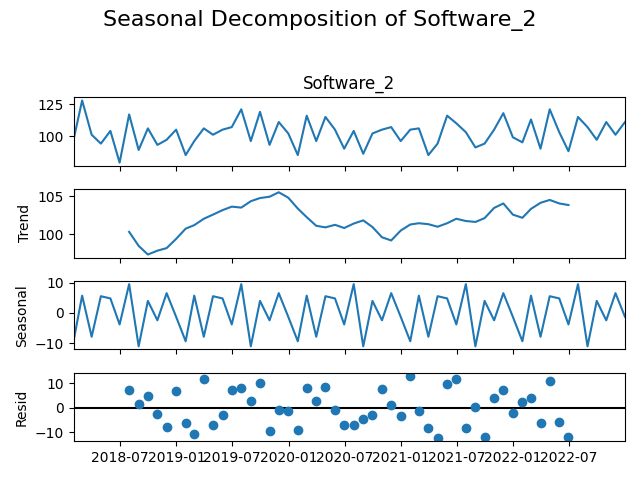 Seasonal Decomposition of Software_2
Software_2
125
100
Trend
105
100
Seasonal
10
0
−10
Resid
10
0
−10
2018-07 2019-01 2019-07 2020-01 2020-07 2021-01 2021-07 2022-01 2022-07